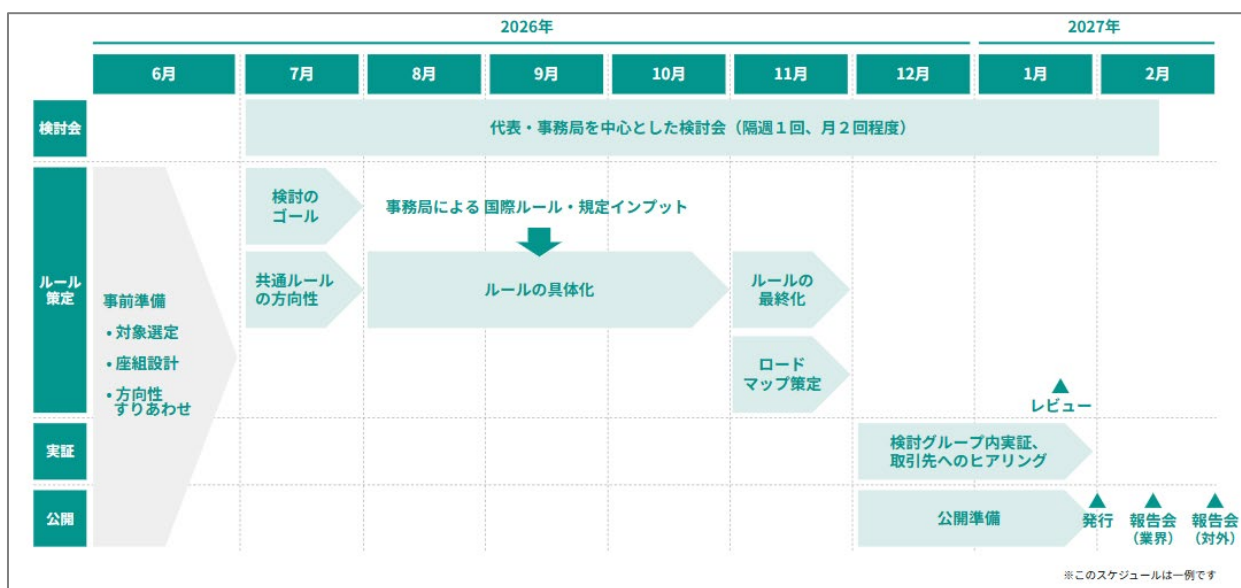 2026年
2027年
6月
7月
8月
9月
10月
11月
12月
1月
2月
検討会
代表・事務局を中心とした検討会（隔週１回、月２回程度）
ルール
策定
事前準備
• 対象選定
• 座組設計
• 方向性
すりあわせ
検討の
ゴール
事務局による 国際ルール・規定インプット
共通ルール
の方向性
ルールの具体化
ルールの
最終化
ロード
マップ策定
レビュー
実証
検討グループ内実証、
取引先へのヒアリング
公開
公開準備
発行
報告会
（業界）
報告会
（対外）
※このスケジュールは一例です